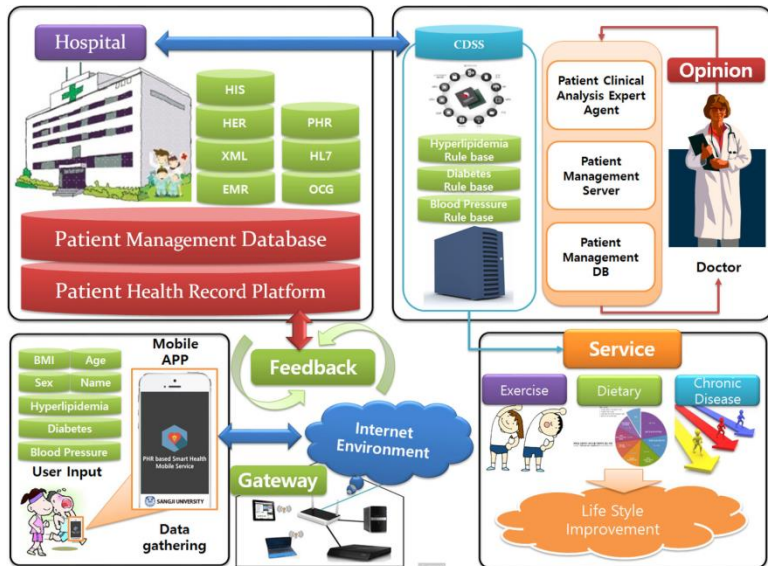 Hospital
HIS
HER
PHR
XML
HL7
EMR
OCG
Patient Management Database
Patient Health Record Platform
CDSS
Hyperlipidemia
Rule base
Diabetes
Rule base
Blood Pressure
Rule base
Patient Clinical
Analysis Expert
Agent
Patient
Management
Server
Patient
Management
DB
Opinion
Doctor
BMI
Age
Sex
Name
Hyperlipidemia
Diabetes
Blood Pressure
User Input
Mobile
APP
PHR based Smart Health
Mobile Service
SANGJI UNIVERSITY
Data
gathering
Feedback
Internet
Environment
Gateway
Service
Exercise
Dietary
Chronic
Disease
Life Style
Improvement